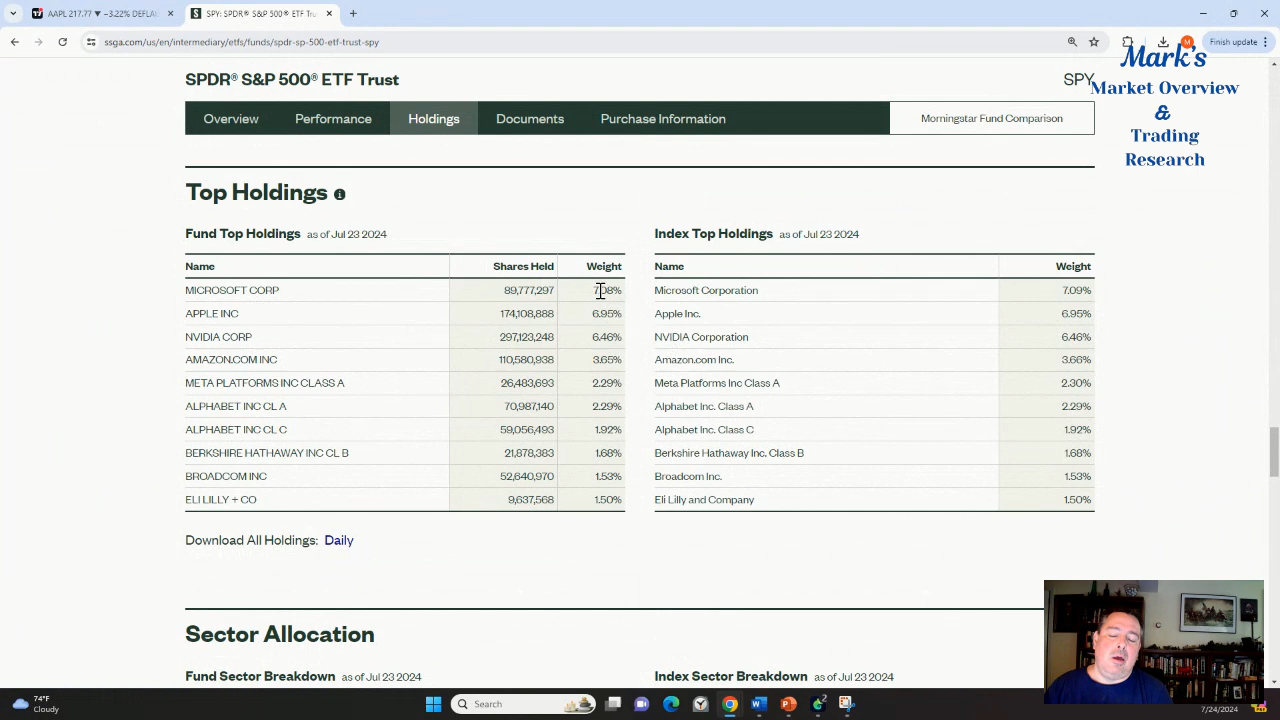 AAPL 217.77 ▼ −3.22% DEFLA
SPY: SPDR® S&P 500® ETF Trus
ssga.com/us/en/intermediary/etfs/funds/spdr-sp-500-etf-trust-spy
M
Finish update
Mark's
Market Overview
&
Trading
Research
SPDR® S&P 500® ETF Trust
SPY
Overview Performance Holdings Documents Purchase Information Morningstar Fund Comparison
Top Holdings
Fund Top Holdings as of Jul 23 2024
Name Shares Held Weight
MICROSOFT CORP 89,777,297 7.08%
APPLE INC 174,108,888 6.95%
NVIDIA CORP 297,123,248 6.46%
AMAZON.COM INC 110,580,938 3.65%
META PLATFORMS INC CLASS A 26,483,693 2.29%
ALPHABET INC CL A 70,987,140 2.29%
ALPHABET INC CL C 59,056,493 1.92%
BERKSHIRE HATHAWAY INC CL B 21,878,383 1.68%
BROADCOM INC 52,640,970 1.53%
ELI LILLY + CO 9,637,568 1.50%
Index Top Holdings as of Jul 23 2024
Name Weight
Microsoft Corporation 7.09%
Apple Inc. 6.95%
NVIDIA Corporation 6.46%
Amazon.com Inc. 3.66%
Meta Platforms Inc Class A 2.30%
Alphabet Inc. Class A 2.29%
Alphabet Inc. Class C 1.92%
Berkshire Hathaway Inc. Class B 1.68%
Broadcom Inc. 1.53%
Eli Lilly and Company 1.50%
Download All Holdings: Daily
Sector Allocation
Fund Sector Breakdown as of Jul 23 2024
Index Sector Breakdown as of Jul 23 2024
74°F
Cloudy
Search
7/24/2024